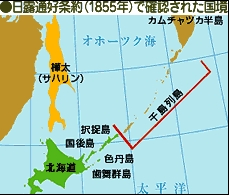 ●日露通好条約(1855年)で確認された国境
カムチャツカ半島
オホーツク海
樺太
(サハリン)
千島列島
択捉島
国後島
北海道
色丹島
歯舞群島
太平洋